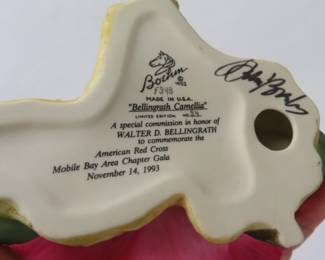 Boehm
F348
MADE IN U.S.A.
"Bellingrath Camellia"
LIMITED EDITION NO.
A special commission in honor of
WALTER D. BELLINGRATH
to commemorate the
American Red Cross
Mobile Bay Area Chapter Gala
November 14, 1993